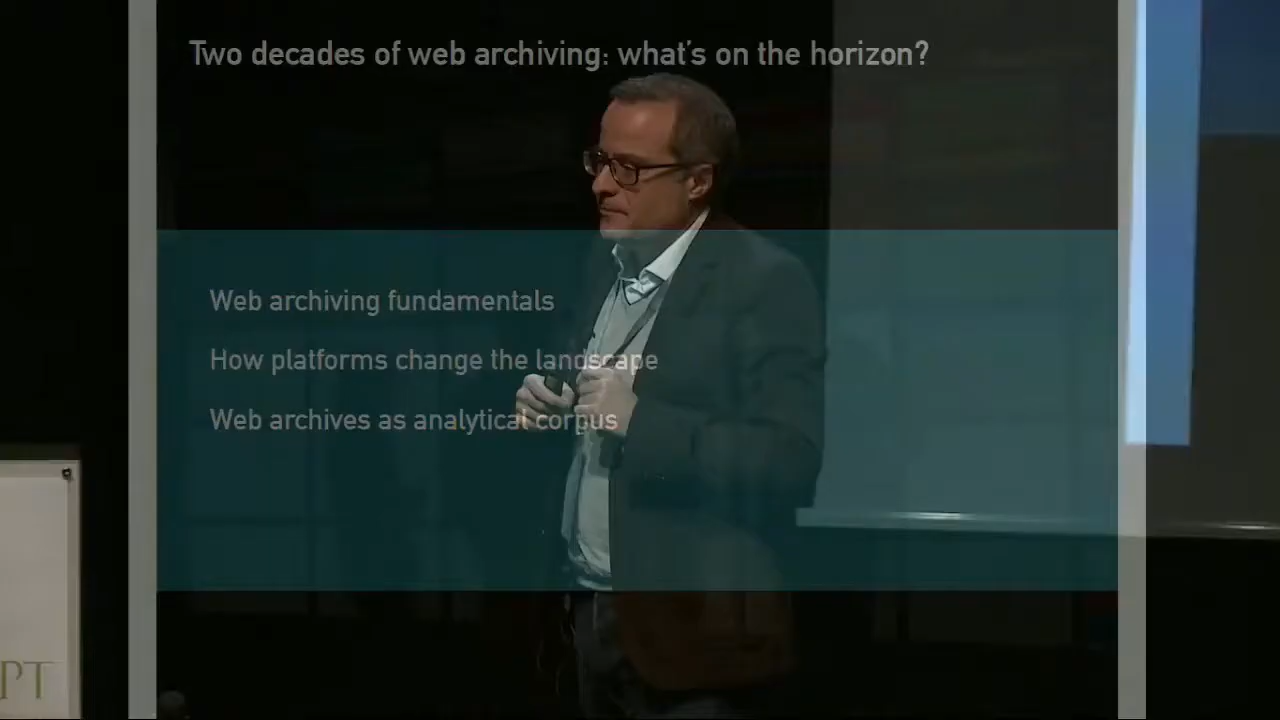 Two decades of web archiving: what's on the horizon?
Web archiving fundamentals
How platforms change the landscape
Web archives as analytical corpus
PT